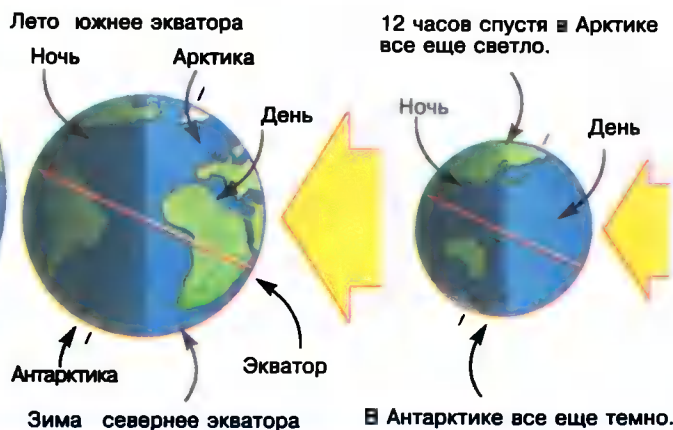 Лето южнее экватора
Ночь
Арктика
День
Антарктика
Экватор
Зима севернее экватора
12 часов спустя в Арктике
все еще светло.
Ночь
День
В Антарктике все еще темно.